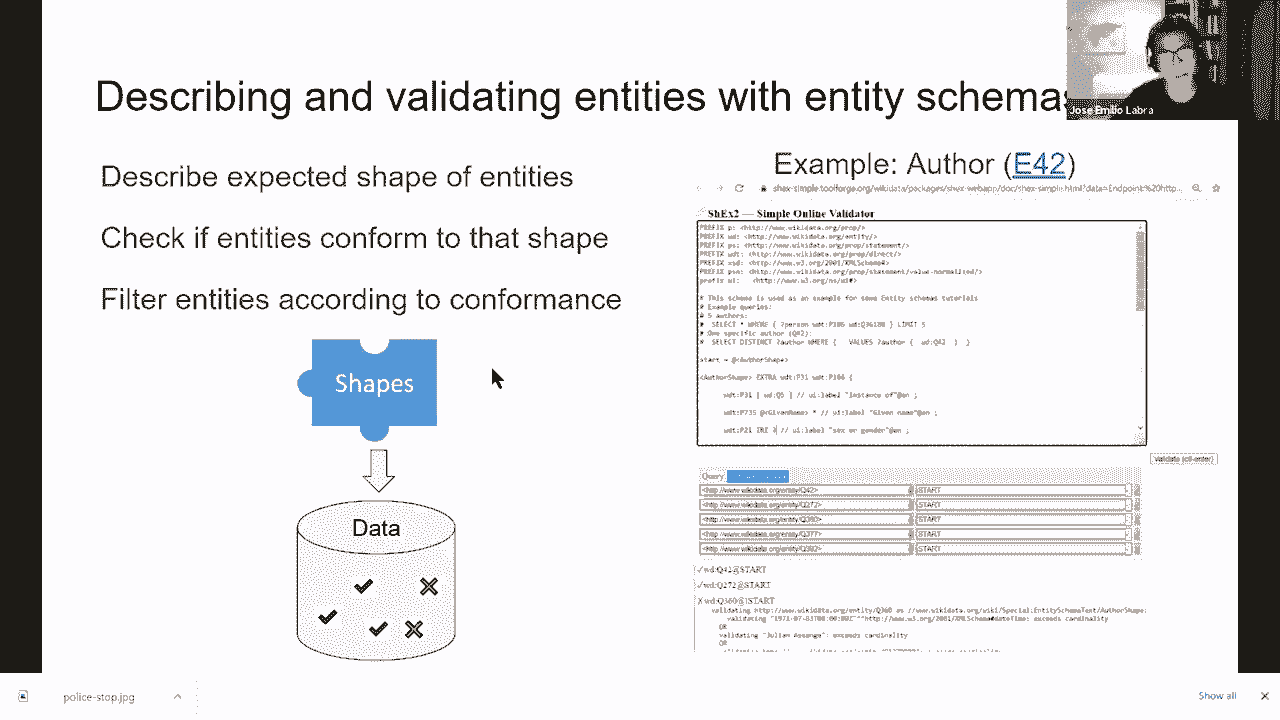 Jose Emilio Labra
Describing and validating entities with entity schemas
Describe expected shape of entities
Check if entities conform to that shape
Filter entities according to conformance
Shapes
Data
Example: Author (E42)
shex-simple.toolforge.org/wikidata/packages/shex-webapp/doc/shex-simple.html?data=Endpoint:%20http...
ShEx2 — Simple Online Validator
PREFIX p: <http://www.wikidata.org/prop/>
PREFIX wd: <http://www.wikidata.org/entity/>
PREFIX ps: <http://www.wikidata.org/prop/statement/>
PREFIX wdt: <http://www.wikidata.org/prop/direct/>
PREFIX xsd: <http://www.w3.org/2001/XMLSchema#>
PREFIX psn: <http://www.wikidata.org/prop/statement/value-normalized/>
prefix ui: <http://www.w3.org/ns/ui#>
# This schema is used as an example for some Entity schemas tutorials
# Example queries:
# 5 authors:
# SELECT * WHERE { ?person wdt:P106 wd:Q36180 } LIMIT 5
# One specific author (Q42):
# SELECT DISTINCT ?author WHERE { VALUES ?author { wd:Q42 } }
start = @<AuthorShape>
<AuthorShape> EXTRA wdt:P31 wdt:P106 {
wdt:P31 [ wd:Q5 ] // ui:label "Instance of"@en ;
wdt:P735 @<GivenName> * // ui:label "Given name"@en ;
wdt:P21 IRI ? // ui:label "sex or gender"@en ;
validate (ctl-enter)
Query
<http://www.wikidata.org/entity/Q42> @ START
<http://www.wikidata.org/entity/Q272> @ START
<http://www.wikidata.org/entity/Q360> @ START
<http://www.wikidata.org/entity/Q377> @ START
<http://www.wikidata.org/entity/Q392> @ START
✓wd:Q42@START
✓wd:Q272@START
✗wd:Q360@!START
validating http://www.wikidata.org/entity/Q360 as //www.wikidata.org/wiki/Special:EntitySchemaText/AuthorShape:
validating "1971-07-03T00:00:00Z"^^http://www.w3.org/2001/XMLSchema#dateTime: exceeds cardinality
OR
validating "Julian Assange": exceeds cardinality
OR
police-stop.jpg
Show all